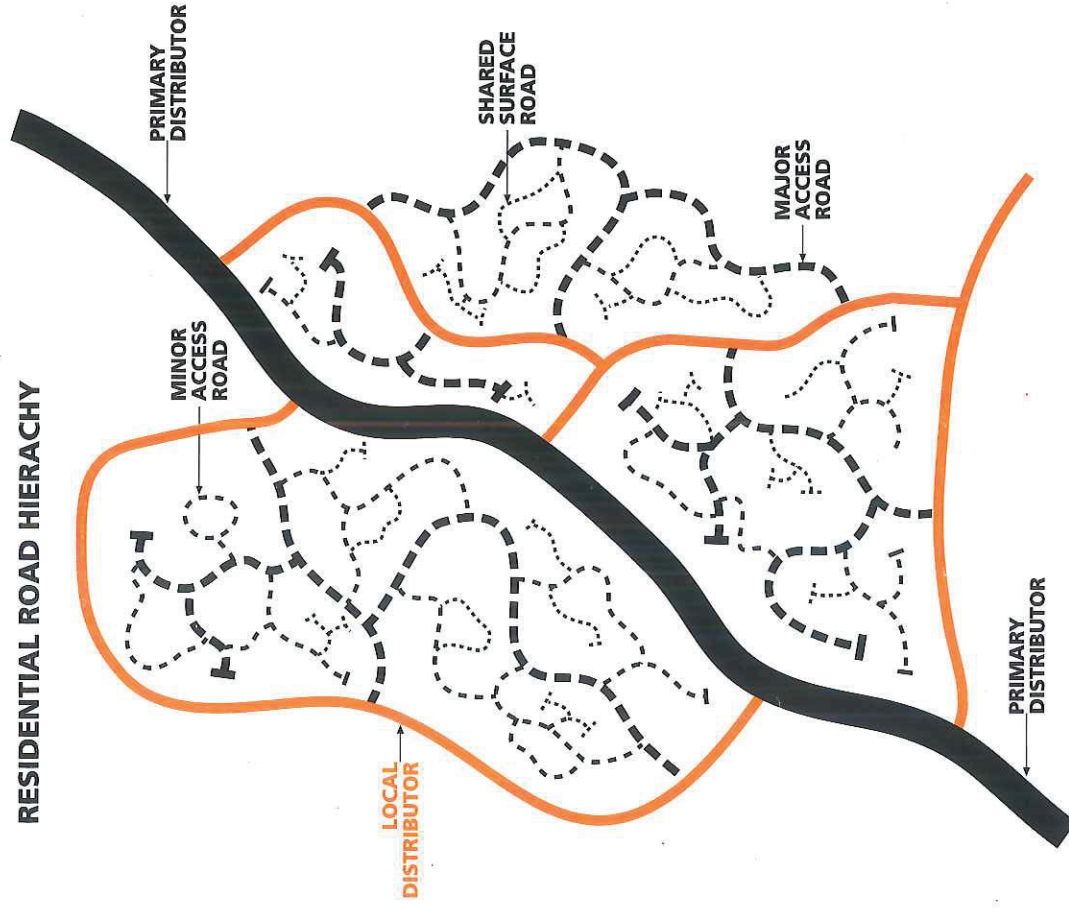 RESIDENTIAL ROAD HIERACHY
PRIMARY
DISTRIBUTOR
MINOR
ACCESS
ROAD
SHARED
SURFACE
ROAD
LOCAL
DISTRIBUTOR
MAJOR
ACCESS
ROAD
PRIMARY
DISTRIBUTOR